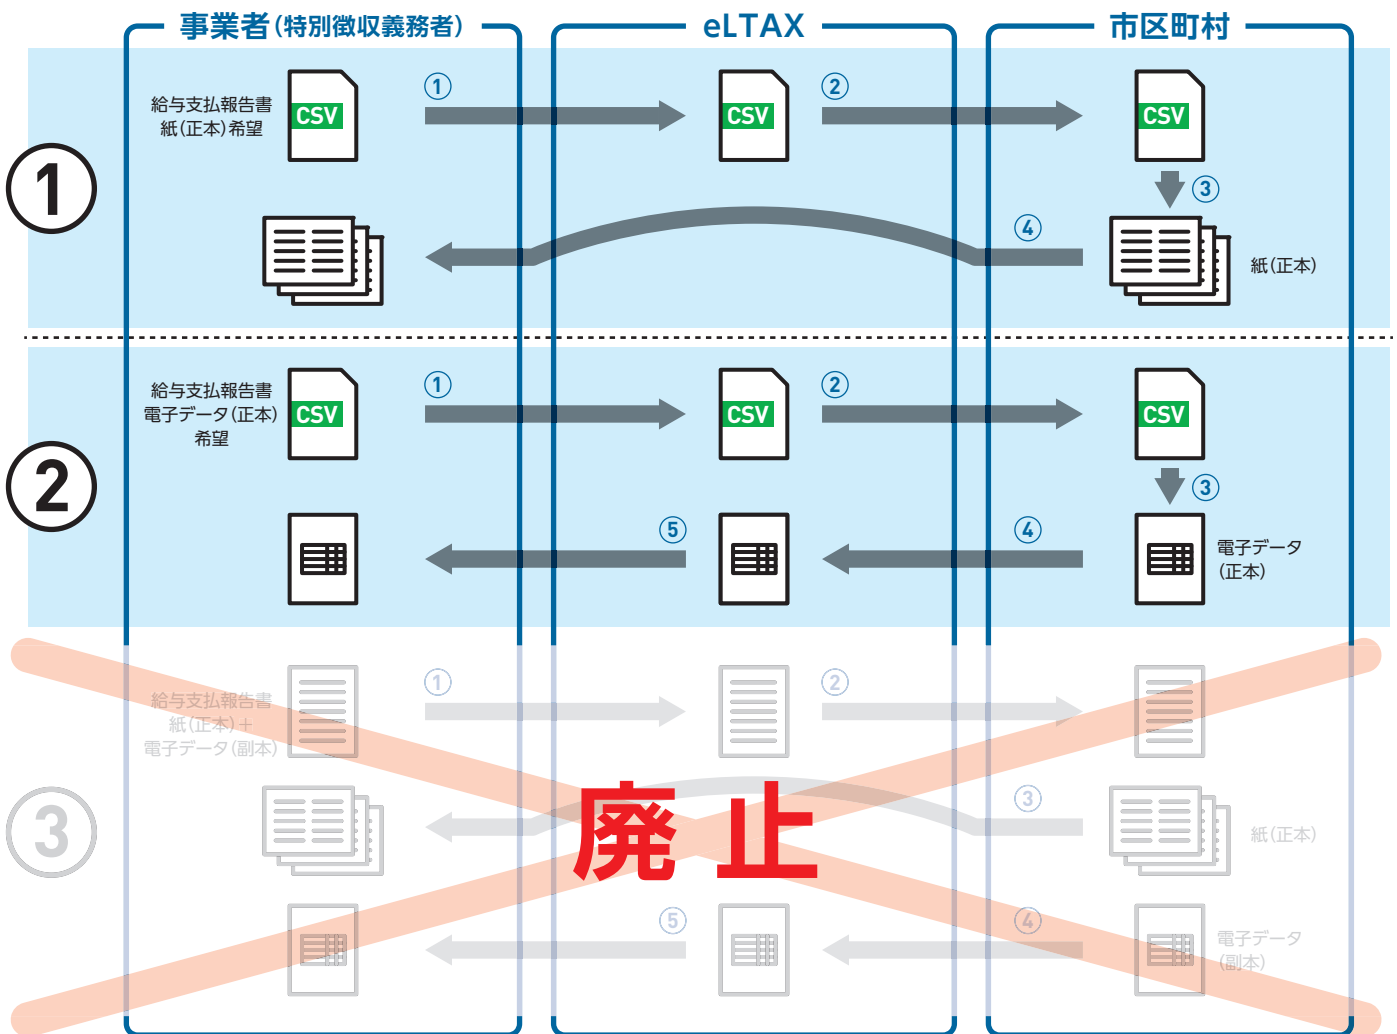 事業者(特別徴収義務者)
eLTAX
市区町村
①
給与支払報告書
紙(正本)希望
CSV
①
CSV
②
CSV
③
④
紙(正本)
②
給与支払報告書
電子データ(正本)
希望
CSV
①
CSV
②
CSV
③
⑤
④
電子データ
(正本)
③
給与支払報告書
紙(正本)＋
電子データ(副本)
①
②
廃止
③
紙(正本)
⑤
④
電子データ
(副本)